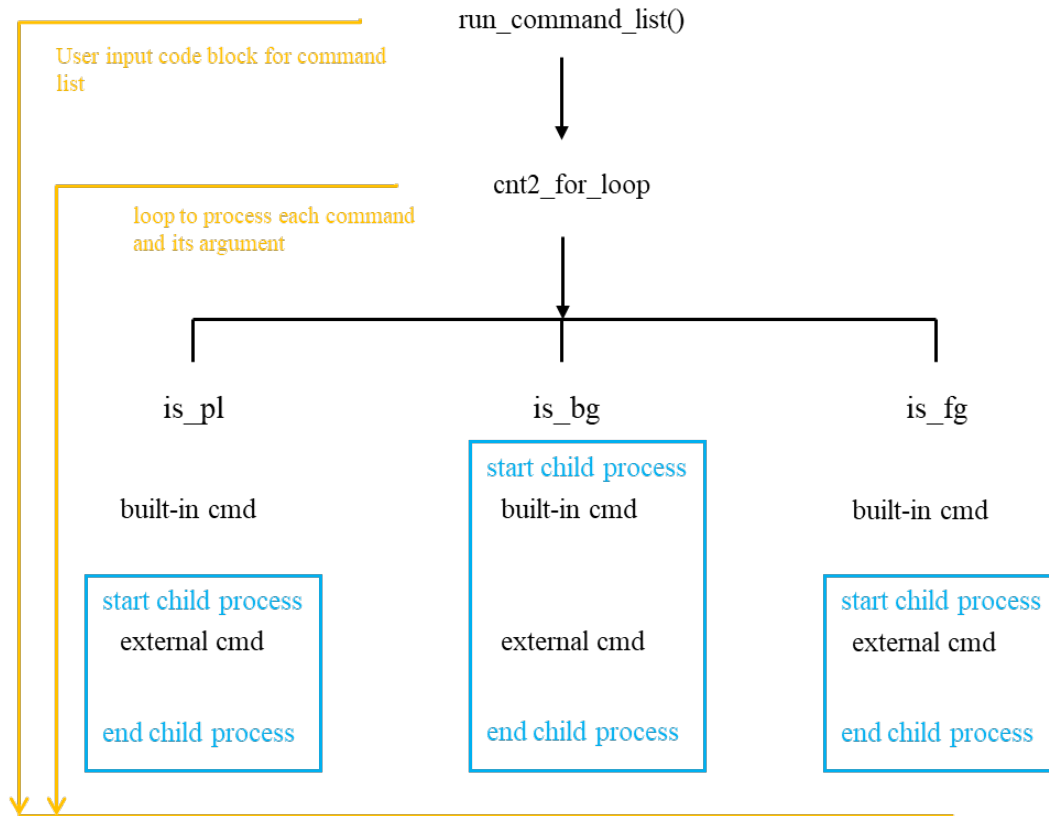 run_command_list()
User input code block for command
list
cnt2_for_loop
loop to process each command
and its argument
is_pl
is_bg
is_fg
start child process
built-in cmd
built-in cmd
built-in cmd
start child process
start child process
external cmd
external cmd
external cmd
end child process
end child process
end child process